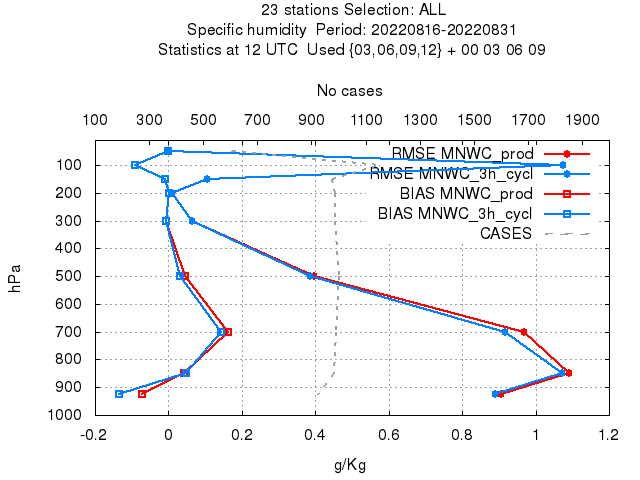 23 stations Selection: ALL
Specific humidity  Period: 20220816-20220831
Statistics at 12 UTC  Used {03,06,09,12} + 00 03 06 09
No cases
100 350 400 500 700 900 1100 1300 1500 1700 1900
RMSE MNWC_prod
100
RMSE MNWC_3h_cycl
200
BIAS MNWC_prod
300
BIAS MNWC_3h_cycl
CASES
400
500
600
700
800
900
1000
hPa
-0.2 0 0.2 0.4 0.6 0.8 1 1.2
g/Kg